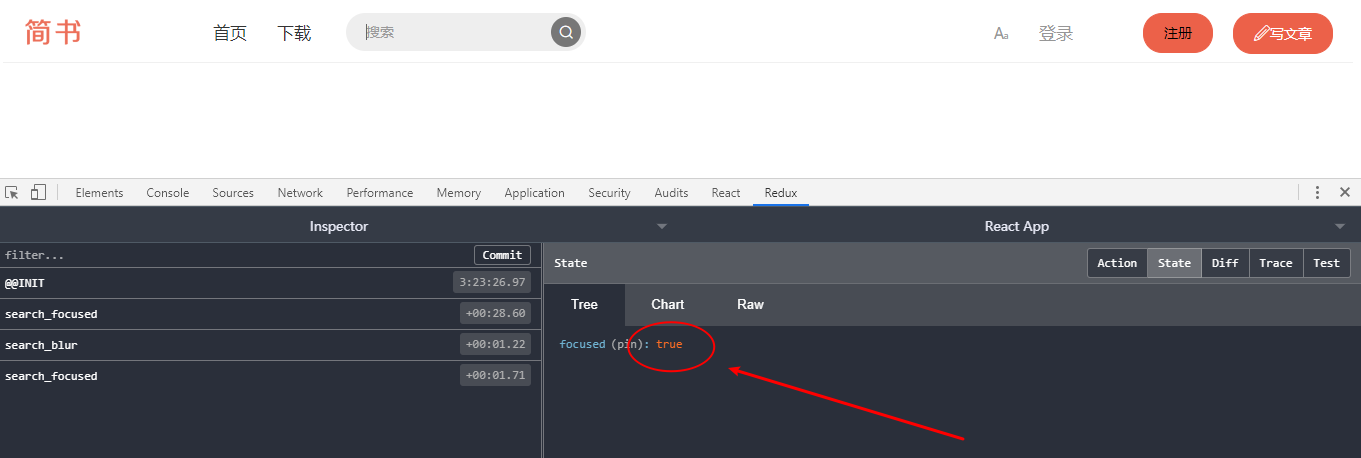 简书 首页 下载 搜索 Aa 登录 注册 写文章
Elements Console Sources Network Performance Memory Application Security Audits React Redux
Inspector React App
filter... Commit
State Action State Diff Trace Test
@@INIT 3:23:26.97
Tree Chart Raw
search_focused +00:28.60
search_blur +00:01.22
focused (pin): true
search_focused +00:01.71